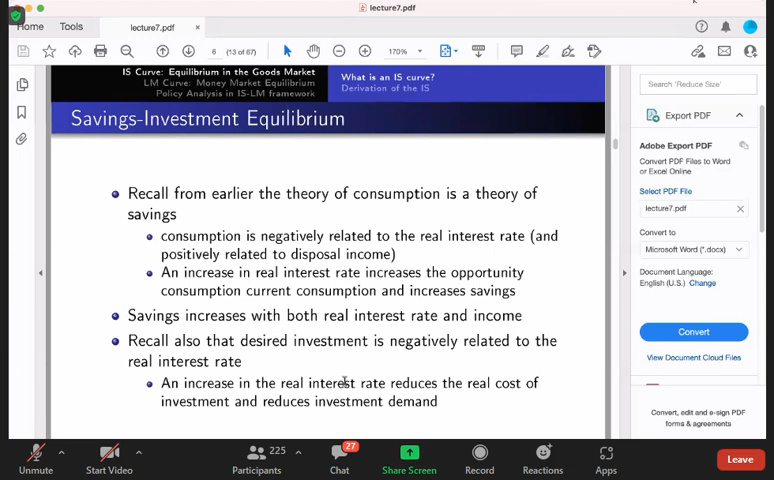 lecture7.pdf
Home Tools lecture7.pdf ×
6 (13 of 67) 170%
IS Curve: Equilibrium in the Goods Market
LM Curve: Money Market Equilibrium
Policy Analysis in IS-LM framework
What is an IS curve?
Derivation of the IS
Savings-Investment Equilibrium
Recall from earlier the theory of consumption is a theory of
savings
consumption is negatively related to the real interest rate (and
positively related to disposal income)
An increase in real interest rate increases the opportunity
consumption current consumption and increases savings
Savings increases with both real interest rate and income
Recall also that desired investment is negatively related to the
real interest rate
An increase in the real interest rate reduces the real cost of
investment and reduces investment demand
Search 'Reduce Size'
Export PDF
Adobe Export PDF
Convert PDF Files to Word
or Excel Online
Select PDF File
lecture7.pdf
Convert to
Microsoft Word (*.docx)
Document Language:
English (U.S.) Change
Convert
View Document Cloud Files
Convert, edit and e-sign PDF
forms & agreements
225
27
Unmute Start Video Participants Chat Share Screen Record Reactions Apps Leave